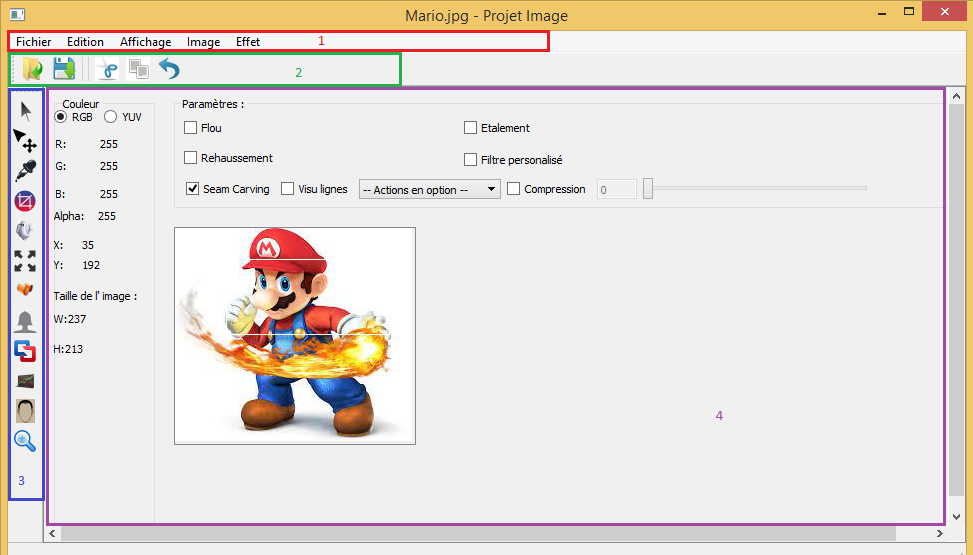 Mario.jpg - Projet Image
Fichier Edition Affichage Image Effet 1
2
Couleur
RGB YUV
R: 255
G: 255
B: 255
Alpha: 255
X: 35
Y: 192
Taille de l' image :
W:237
H:213
Paramètres :
Flou Etalement
Rehaussement Filtre personalisé
Seam Carving Visu lignes -- Actions en option -- Compression 0
M
4
3